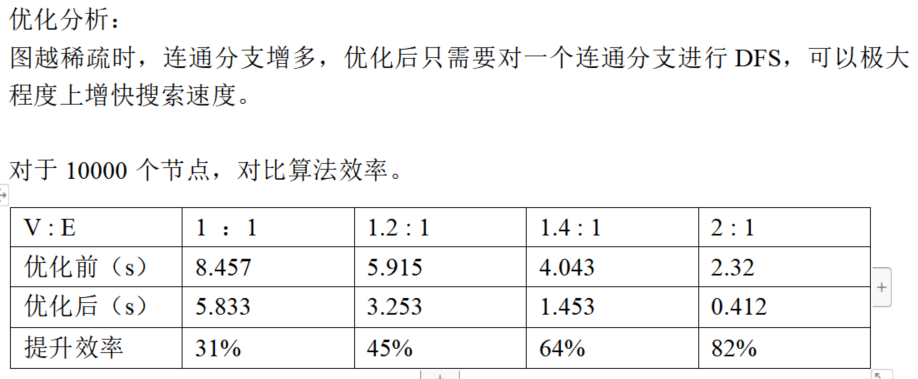 优化分析：
图越稀疏时，连通分支增多，优化后只需要对一个连通分支进行 DFS，可以极大
程度上增快搜索速度。
对于 10000 个节点，对比算法效率。
V : E 1 ：1 1.2 : 1 1.4 : 1 2 : 1
优化前（s） 8.457 5.915 4.043 2.32
优化后（s） 5.833 3.253 1.453 0.412
提升效率 31% 45% 64% 82%